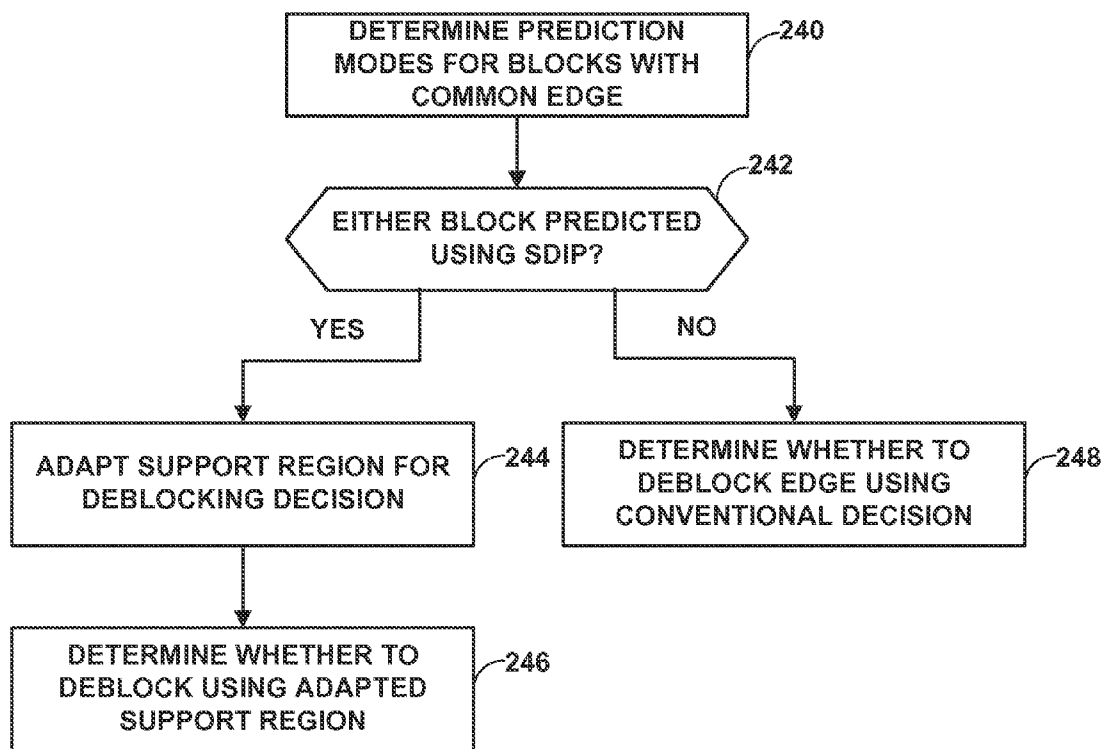 DETERMINE PREDICTION
MODES FOR BLOCKS WITH
COMMON EDGE
240
242
EITHER BLOCK PREDICTED
USING SDIP?
YES
NO
ADAPT SUPPORT REGION FOR
DEBLOCKING DECISION
244
DETERMINE WHETHER TO
DEBLOCK EDGE USING
CONVENTIONAL DECISION
248
DETERMINE WHETHER TO
DEBLOCK USING ADAPTED
SUPPORT REGION
246